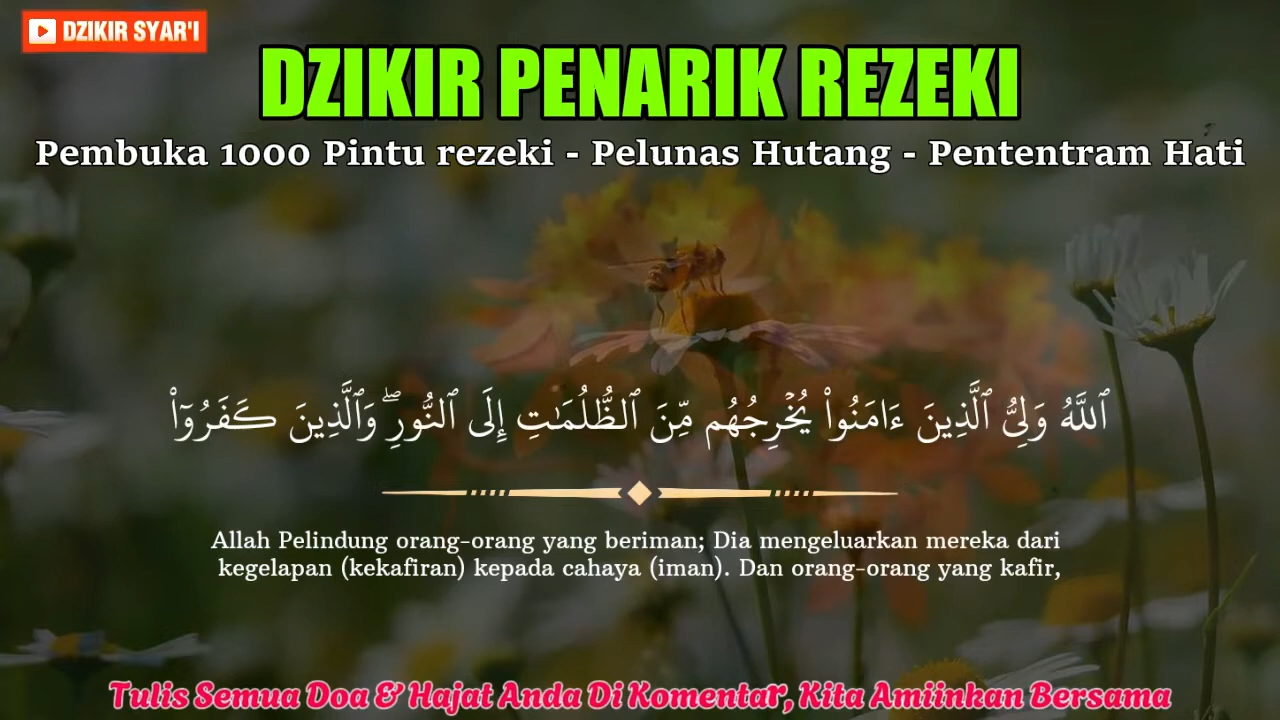 DZIKIR SYAR'I
DZIKIR PENARIK REZEKI
Pembuka 1000 Pintu rezeki - Pelunas Hutang - Pententram Hati
ٱللَّهُ وَلِىُّ ٱلَّذِينَ ءَامَنُوا۟ يُخْرِجُهُم مِّنَ ٱلظُّلُمَـٰتِ إِلَى ٱلنُّورِ ۖ وَٱلَّذِينَ كَفَرُوٓا۟
Allah Pelindung orang-orang yang beriman; Dia mengeluarkan mereka dari
kegelapan (kekafiran) kepada cahaya (iman). Dan orang-orang yang kafir,
Tulis Semua Doa & Hajat Anda Di Komentar, Kita Amiinkan Bersama